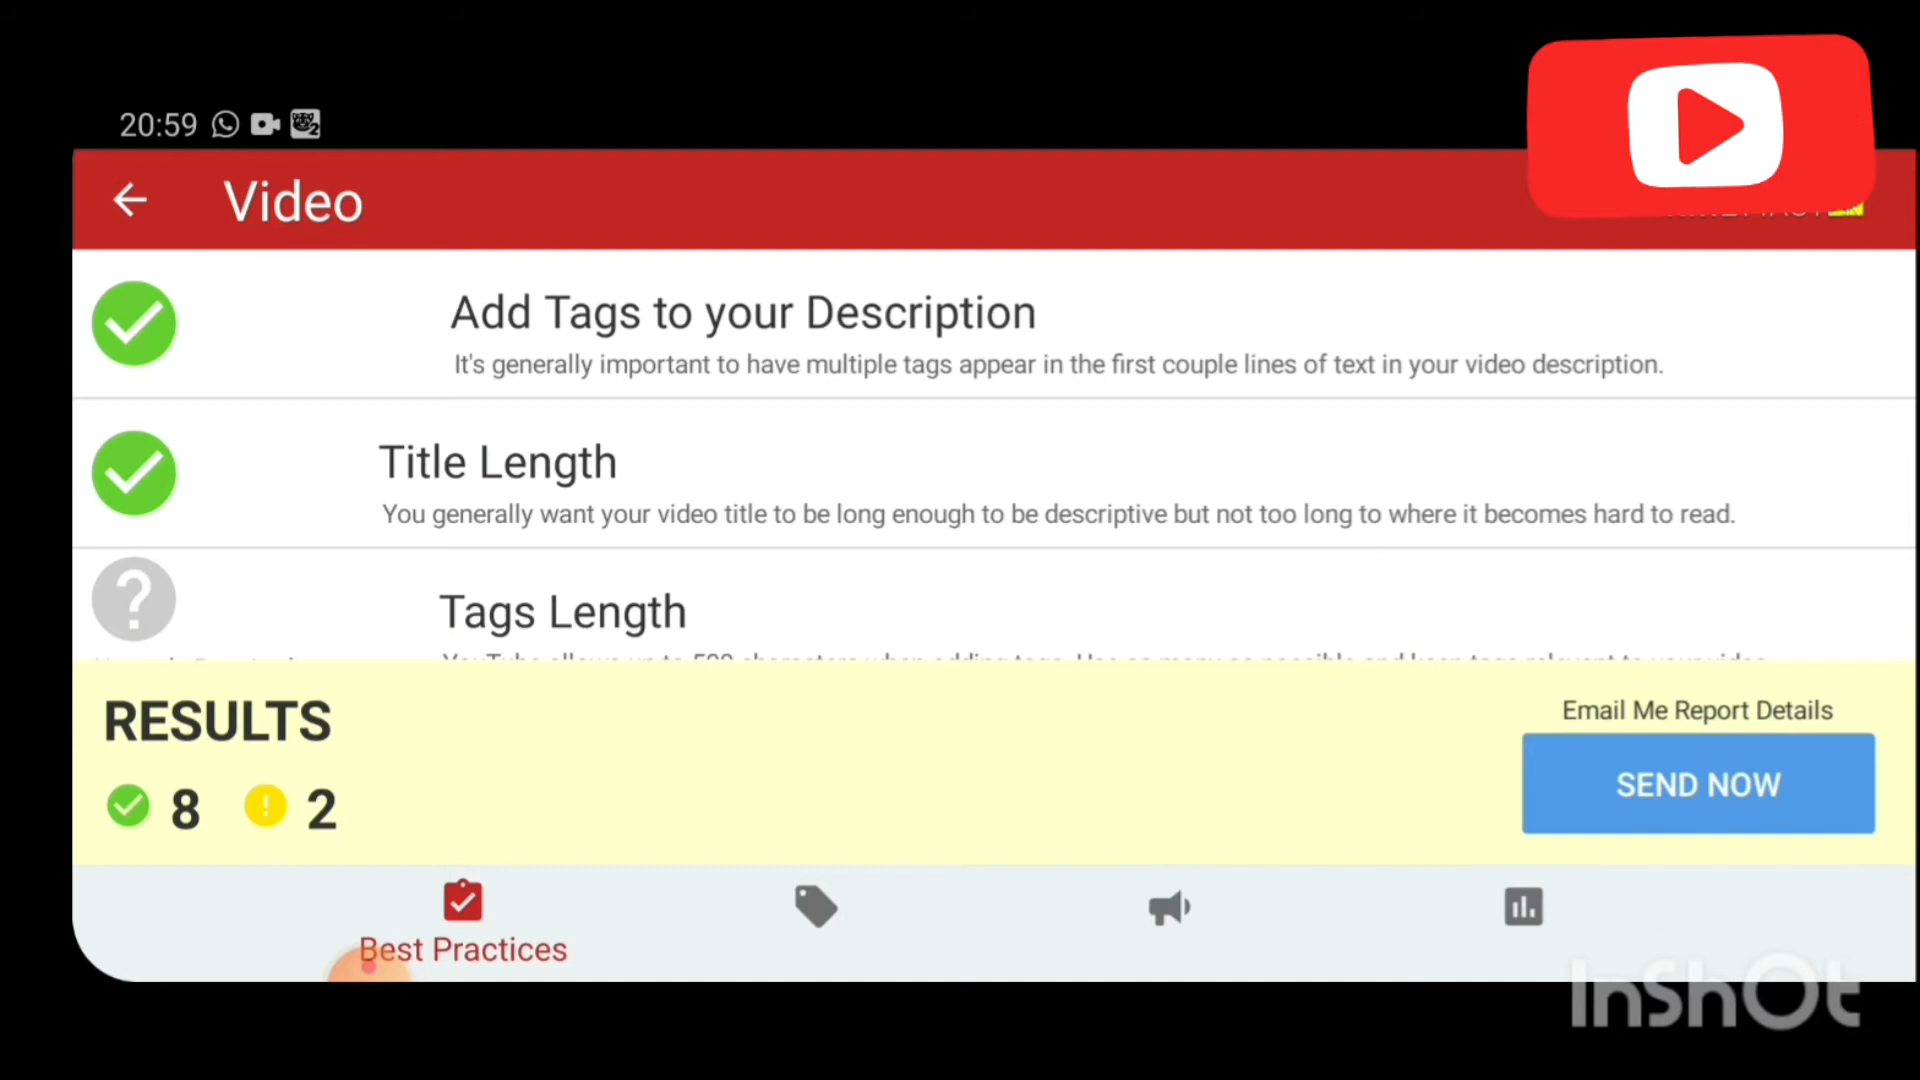 20:59
Video
Add Tags to your Description
It's generally important to have multiple tags appear in the first couple lines of text in your video description.
Title Length
You generally want your video title to be long enough to be descriptive but not too long to where it becomes hard to read.
Tags Length
RESULTS
Email Me Report Details
8 2
SEND NOW
Best Practices
InShOt